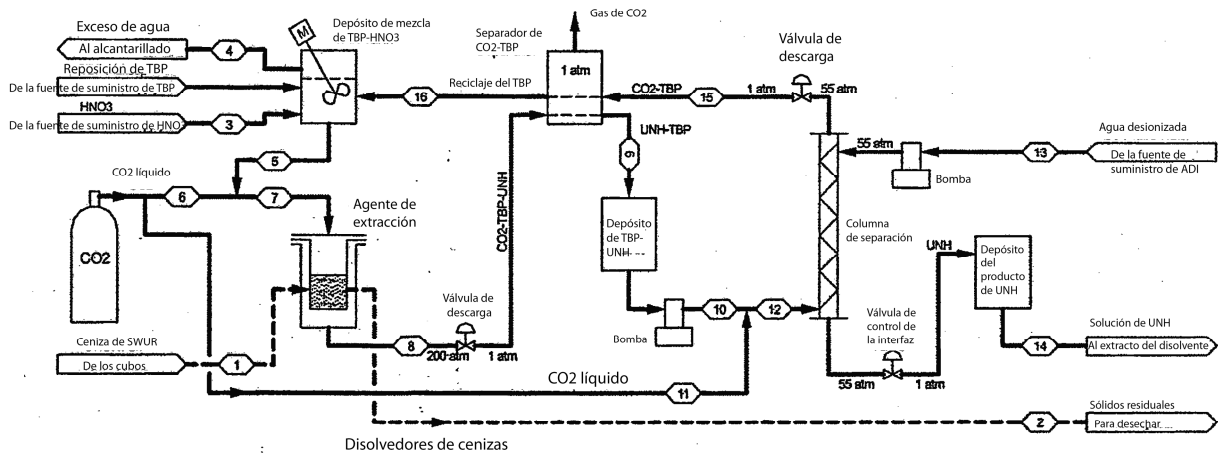 Exceso de agua
Al alcantarillado
4
Reposición de TBP
De la fuente de suministro de TBP
HNO3
De la fuente de suministro de HNO3
3
M
Depósito de mezcla
de TBP-HNO3
Reciclaje del TBP
16
Separador de
CO2-TBP
Gas de CO2
1 atm
CO2-TBP
15
1 atm
55 atm
Válvula de
descarga
UNH-TBP
9
5
CO2 líquido
6
7
CO2
Agente de
extracción
CO2-TBP-UNH
Depósito
de TBP-
UNH
55 atm
Bomba
13
Agua desionizada
De la fuente de
suministro de ADI
Columna
de separación
UNH
Depósito
del
producto
de UNH
Válvula de
descarga
8
200 atm
1 atm
Bomba
10
12
Válvula de
control de
la interfaz
55 atm
1 atm
14
Solución de UNH
Al extracto del disolvente
Ceniza de SWUR
De los cubos
1
CO2 líquido
11
2
Sólidos residuales
Para desechar
Disolvedores de cenizas